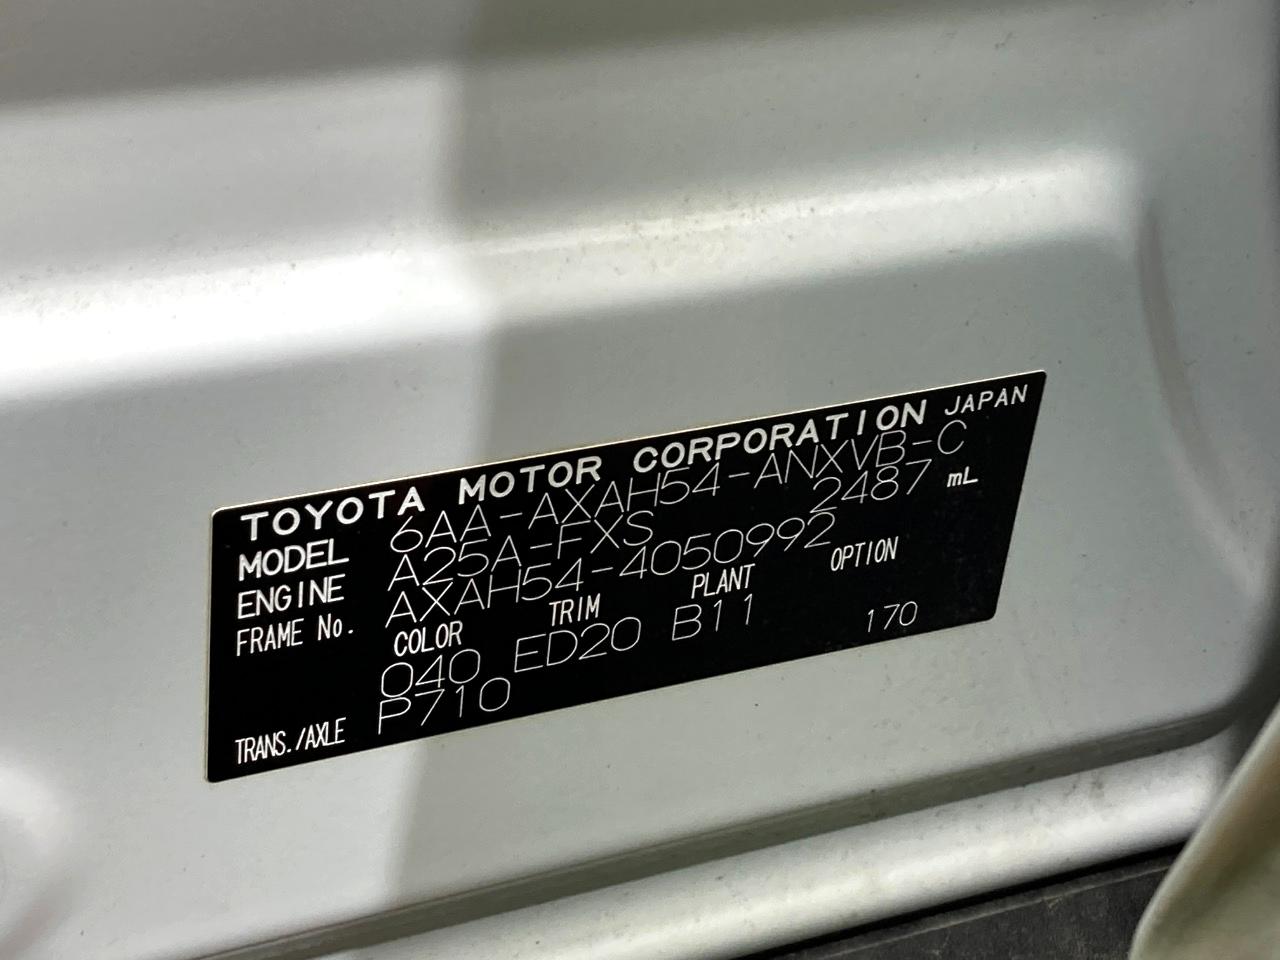 TOYOTA MOTOR CORPORATION JAPAN
MODEL 6AA-AXAH54-ANXVB-C
ENGINE A25A-FXS 2487 mL
FRAME No. AXAH54-4050992
COLOR TRIM PLANT OPTION
040 ED20 B11 170
TRANS./AXLE P710